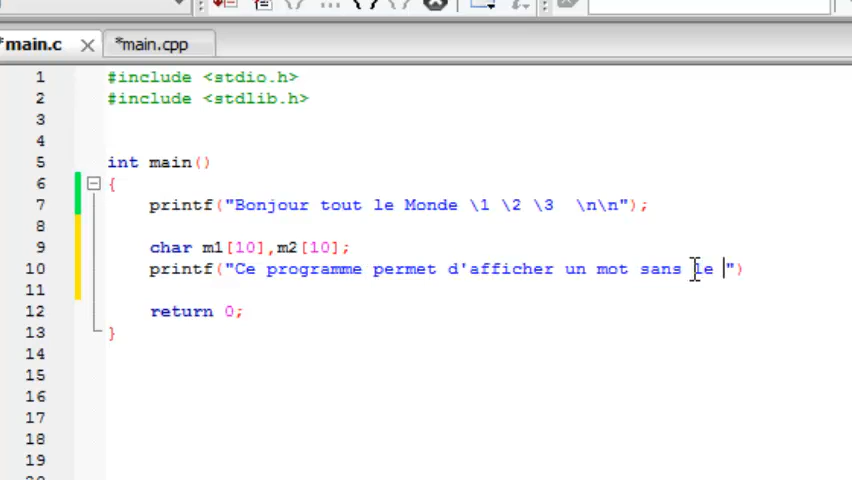 *main.c
*main.cpp
1 #include <stdio.h>
2 #include <stdlib.h>
3
4
5 int main()
6 {
7 printf("Bonjour tout le Monde \1 \2 \3  \n\n");
8
9 char m1[10],m2[10];
10 printf("Ce programme permet d'afficher un mot sans le ")
11
12 return 0;
13 }
14
15
16
17
18
19